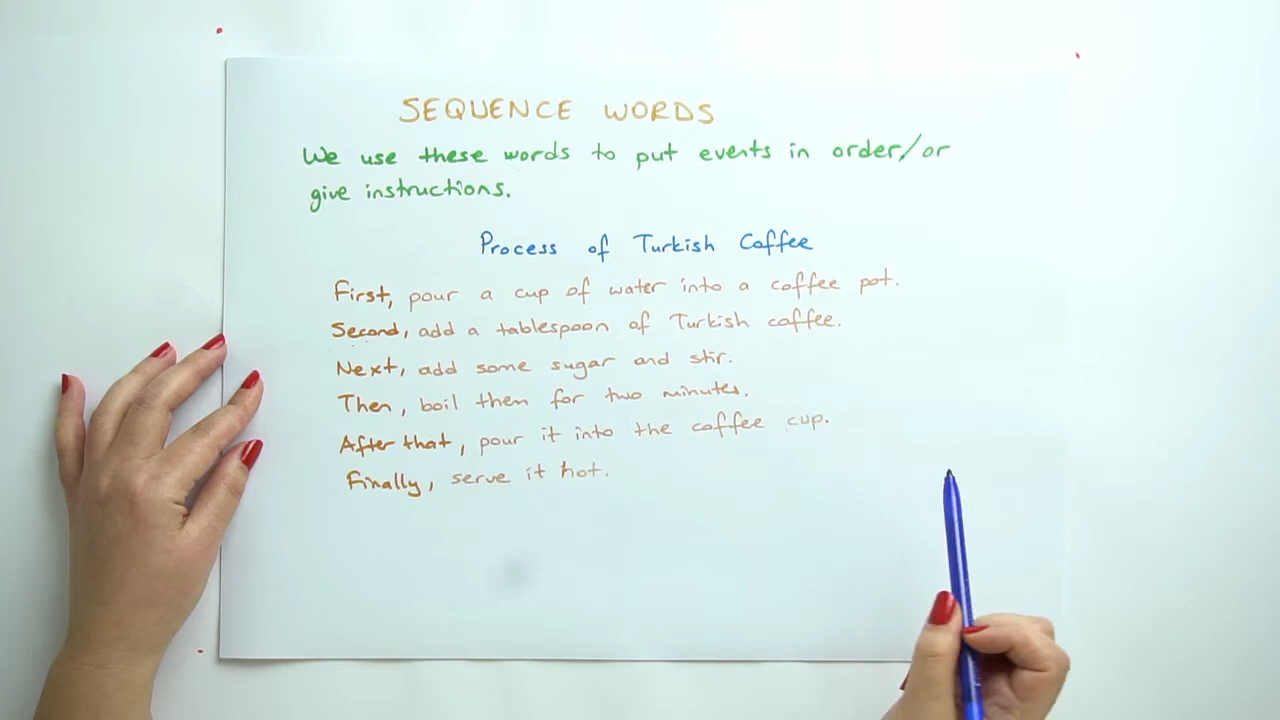 SEQUENCE WORDS
We use these words to put events in order/or
give instructions.
Process of Turkish Coffee
First, pour a cup of water into a coffee pot.
Second, add a tablespoon of Turkish coffee.
Next, add some sugar and stir.
Then, boil them for two minutes.
After that, pour it into the coffee cup.
Finally, serve it hot.